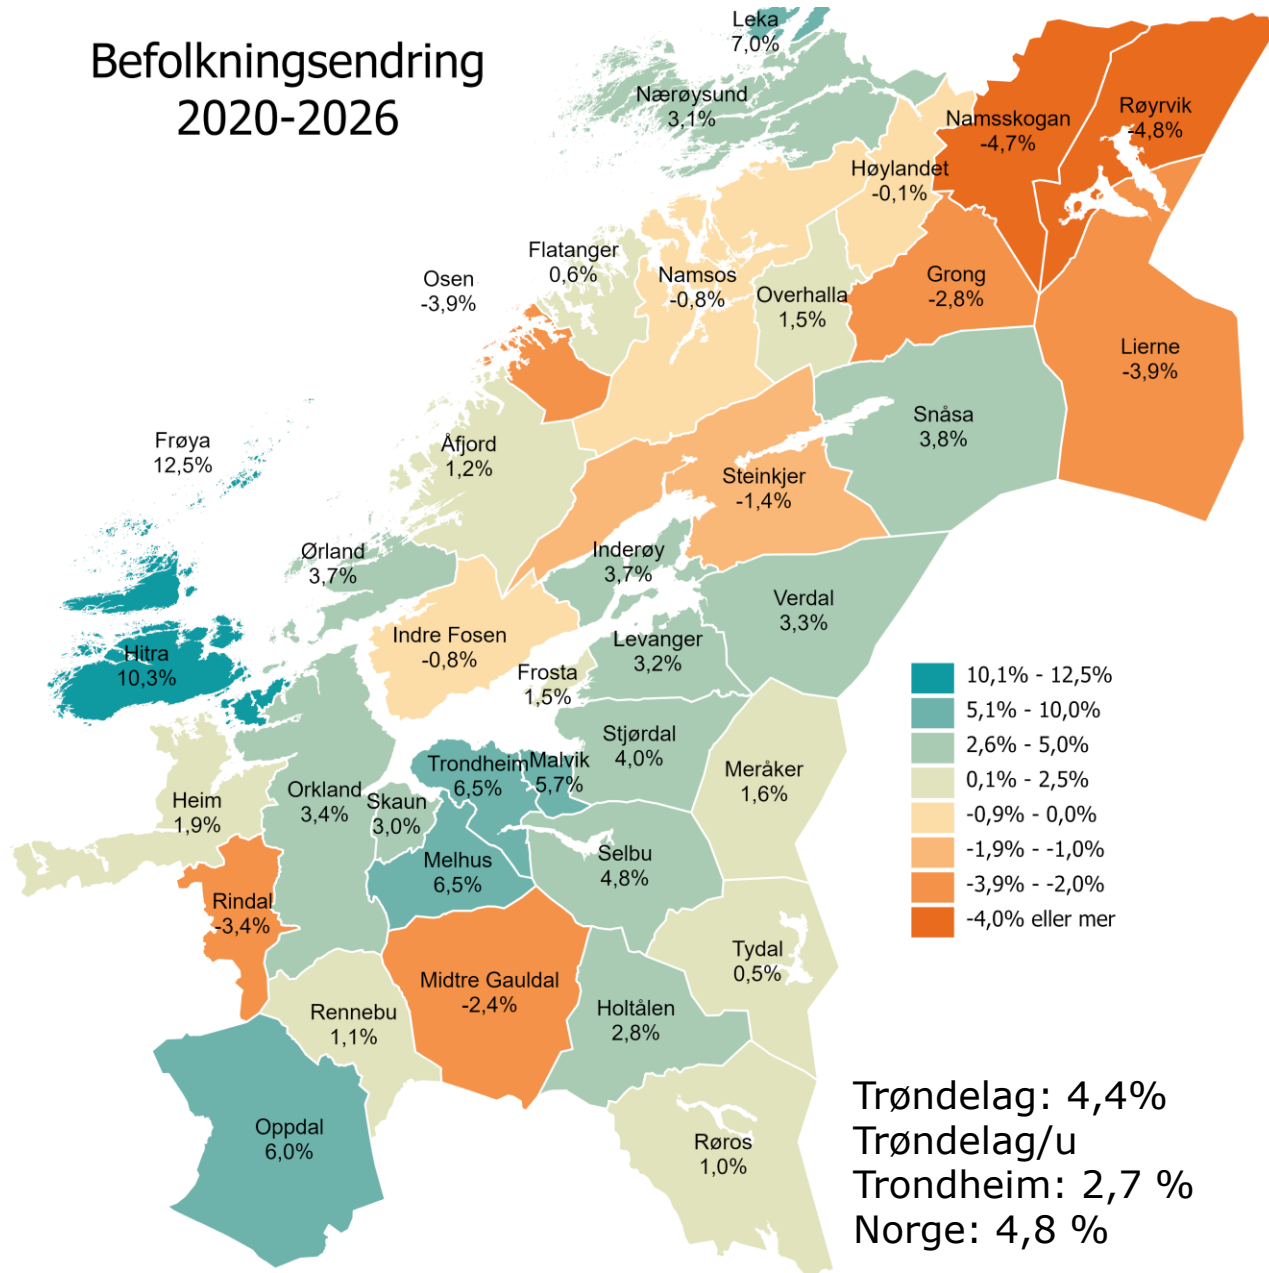 Befolkningsendring
2020-2026
Leka
7,0%
Nærøysund
3,1%
Namsskogan
-4,7%
Røyrvik
-4,8%
Høylandet
-0,1%
Flatanger
0,6%
Osen
-3,9%
Namsos
-0,8%
Overhalla
1,5%
Grong
-2,8%
Lierne
-3,9%
Snåsa
3,8%
Frøya
12,5%
Åfjord
1,2%
Steinkjer
-1,4%
Ørland
3,7%
Inderøy
3,7%
Verdal
3,3%
Indre Fosen
-0,8%
Levanger
3,2%
Hitra
10,3%
Frosta
1,5%
Stjørdal
4,0%
Trondheim
6,5%
Malvik
5,7%
Meråker
1,6%
Heim
1,9%
Orkland
3,4%
Skaun
3,0%
Melhus
6,5%
Selbu
4,8%
Rindal
-3,4%
Tydal
0,5%
Midtre Gauldal
-2,4%
Holtålen
2,8%
Rennebu
1,1%
Oppdal
6,0%
Røros
1,0%
10,1% - 12,5%
5,1% - 10,0%
2,6% - 5,0%
0,1% - 2,5%
-0,9% - 0,0%
-1,9% - -1,0%
-3,9% - -2,0%
-4,0% eller mer
Trøndelag: 4,4%
Trøndelag/u
Trondheim: 2,7 %
Norge: 4,8 %